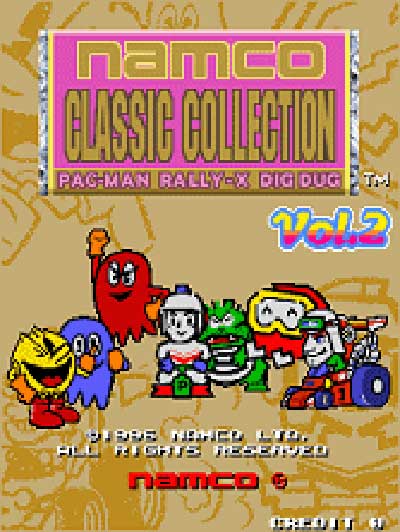 namco
CLASSIC COLLECTION
PAC-MAN RALLY-X DIG DUG
TM
Vol.2
©1996 NAMCO LTD.
ALL RIGHTS RESERVED
namco ®
CREDIT 0